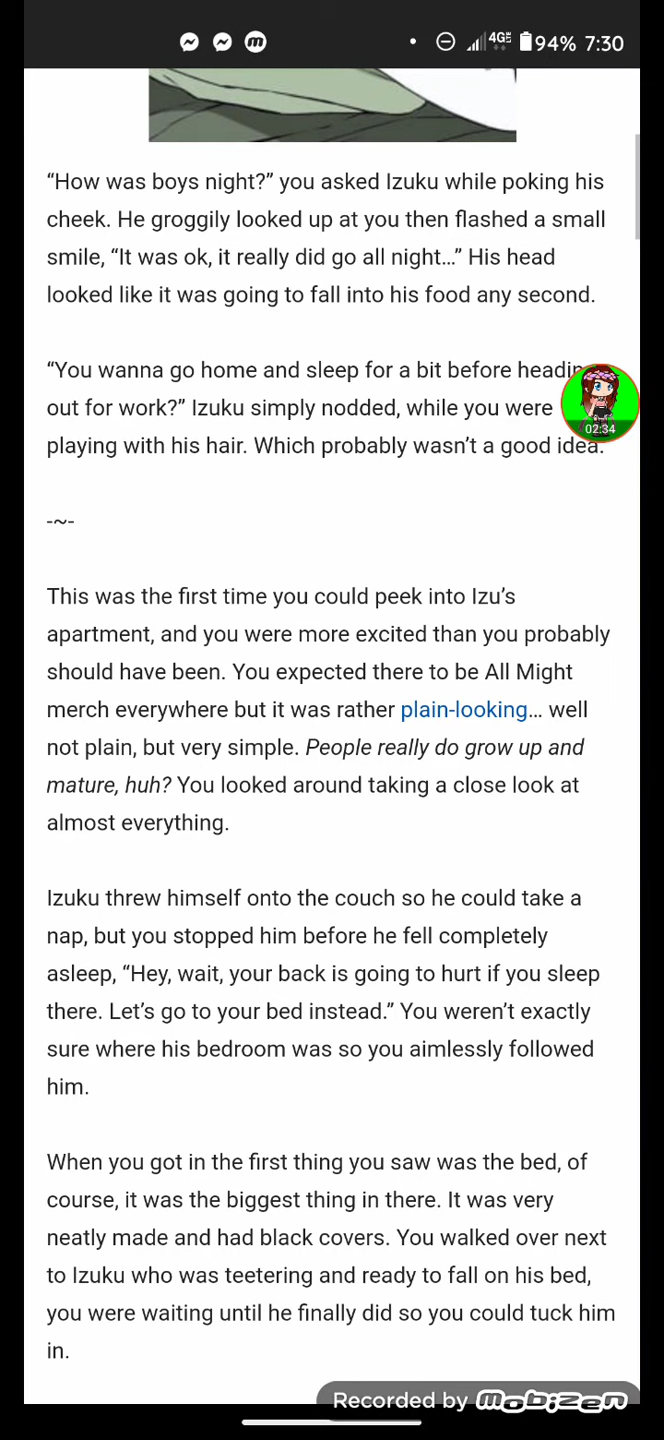 4G 94% 7:30
“How was boys night?” you asked Izuku while poking his
cheek. He groggily looked up at you then flashed a small
smile, “It was ok, it really did go all night…” His head
looked like it was going to fall into his food any second.
“You wanna go home and sleep for a bit before
out for work?” Izuku simply nodded, while you were
02:34
playing with his hair. Which probably wasn’t a good idea.
-~-
This was the first time you could peek into Izu’s
apartment, and you were more excited than you probably
should have been. You expected there to be All Might
merch everywhere but it was rather plain-looking… well
not plain, but very simple. People really do grow up and
mature, huh? You looked around taking a close look at
almost everything.
Izuku threw himself onto the couch so he could take a
nap, but you stopped him before he fell completely
asleep, “Hey, wait, your back is going to hurt if you sleep
there. Let’s go to your bed instead.” You weren’t exactly
sure where his bedroom was so you aimlessly followed
him.
When you got in the first thing you saw was the bed, of
course, it was the biggest thing in there. It was very
neatly made and had black covers. You walked over next
to Izuku who was teetering and ready to fall on his bed,
you were waiting until he finally did so you could tuck him
in.
Recorded by Mobizen